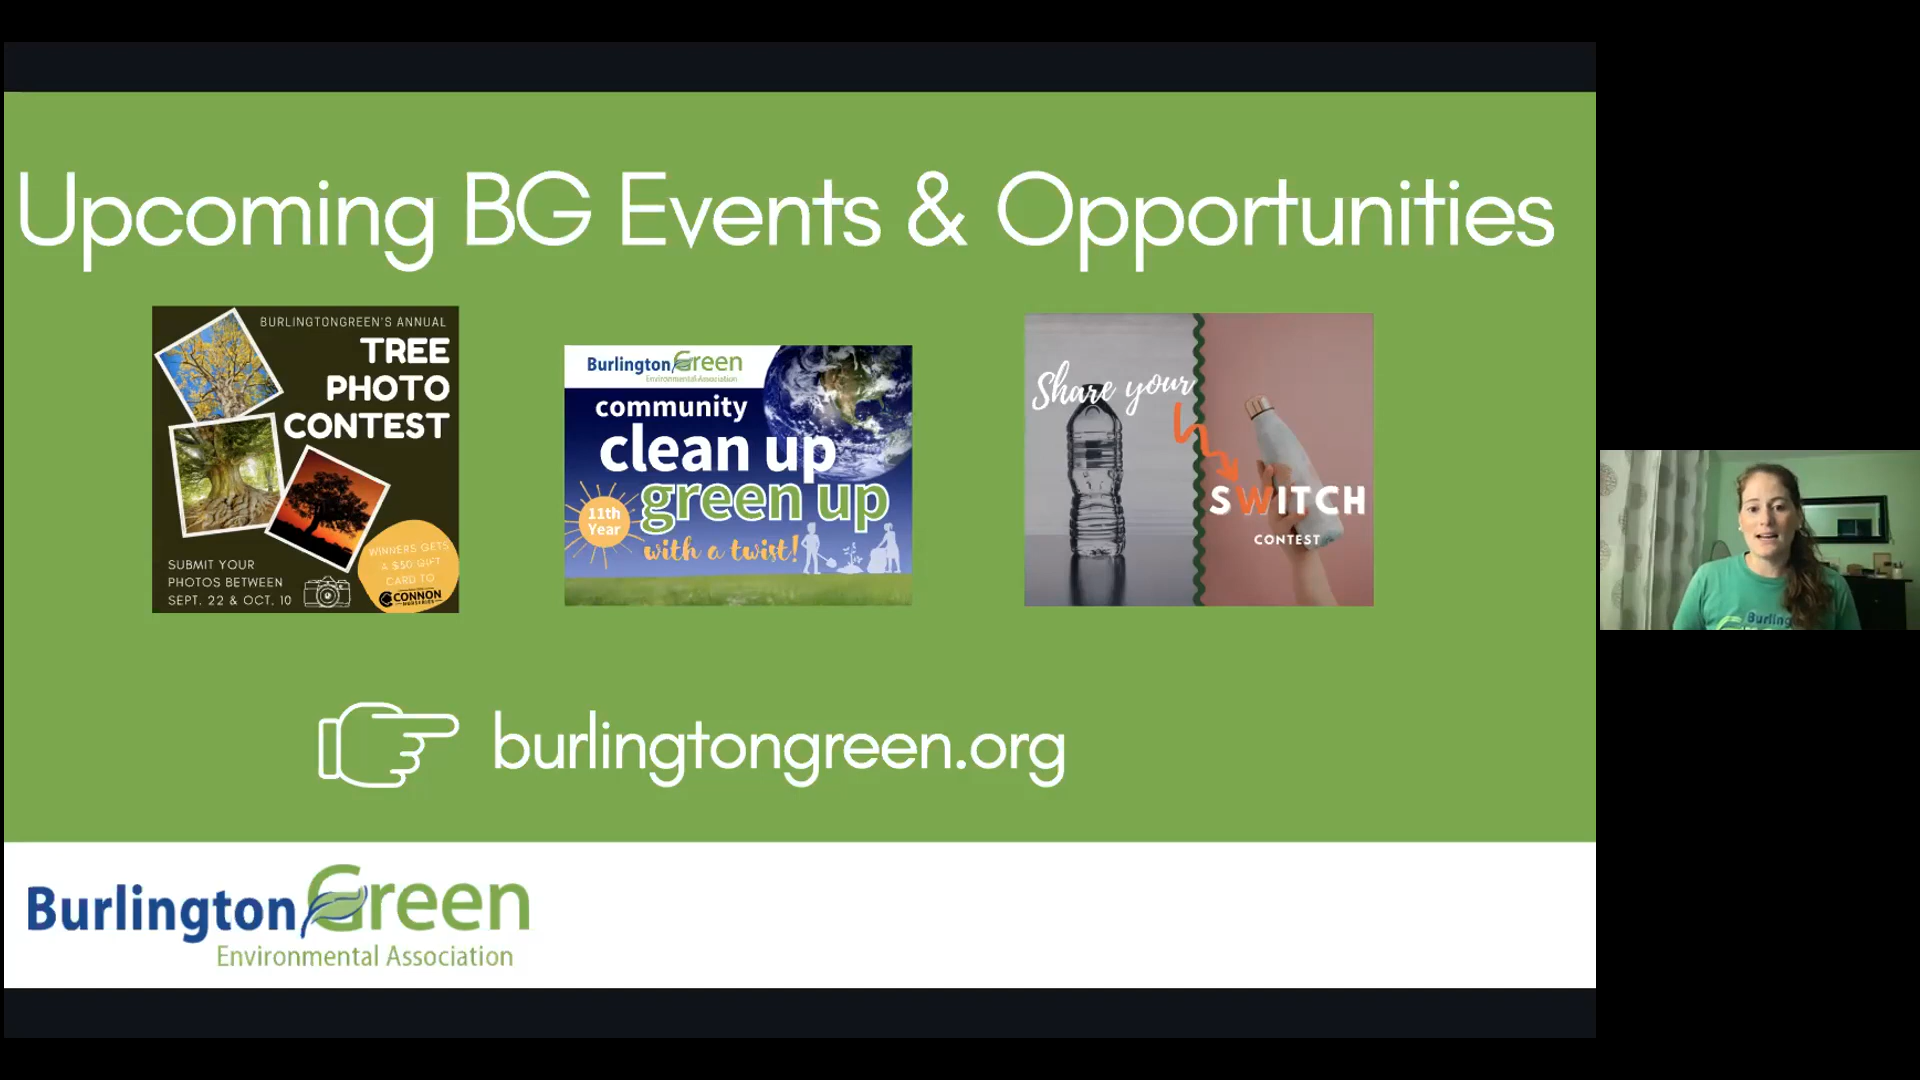 Upcoming BG Events & Opportunities
BURLINGTONGREEN'S ANNUAL
TREE
PHOTO
CONTEST
SUBMIT YOUR
PHOTOS BETWEEN
SEPT. 22 & OCT. 10
WINNERS GETS
A $50 GIFT
CARD TO
CONNON
NURSERIES
BurlingtonGreen
Environmental Association
community
clean up
green up
11th
Year
with a twist!
Share your
SWITCH
CONTEST
burlingtongreen.org
BurlingtonGreen
Environmental Association